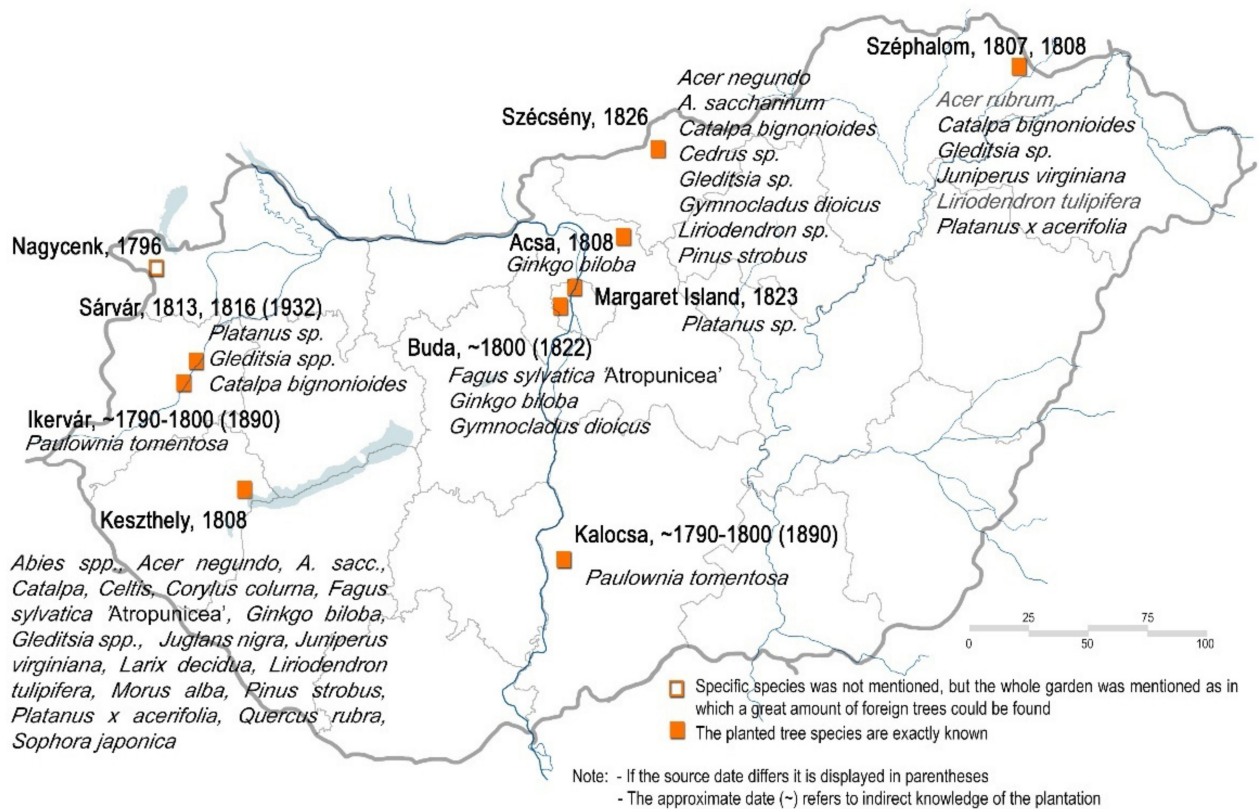 Széphalom, 1807, 1808
Acer rubrum
Catalpa bignonioides
Gleditsia sp.
Juniperus virginiana
Liriodendron tulipifera
Platanus x acerifolia
Szécsény, 1826
Acer negundo
A. saccharinum
Catalpa bignonioides
Cedrus sp.
Gleditsia sp.
Gymnocladus dioicus
Liriodendron sp.
Pinus strobus
Nagycenk, 1796
Acsa, 1808
Ginkgo biloba
Margaret Island, 1823
Platanus sp.
Sárvár, 1813, 1816 (1932)
Platanus sp.
Gleditsia spp.
Catalpa bignonioides
Buda, ~1800 (1822)
Fagus sylvatica 'Atropunicea'
Ginkgo biloba
Gymnocladus dioicus
Ikervár, ~1790-1800 (1890)
Paulownia tomentosa
Keszthely, 1808
Abies spp., Acer negundo, A. sacc.,
Catalpa, Celtis, Corylus colurna, Fagus
sylvatica 'Atropunicea', Ginkgo biloba,
Gleditsia spp., Juglans nigra, Juniperus
virginiana, Larix decidua, Liriodendron
tulipifera, Morus alba, Pinus strobus,
Platanus x acerifolia, Quercus rubra,
Sophora japonica
Kalocsa, ~1790-1800 (1890)
Paulownia tomentosa
25 75
0 50 100
Specific species was not mentioned, but the whole garden was mentioned as in
which a great amount of foreign trees could be found
The planted tree species are exactly known
Note: - If the source date differs it is displayed in parentheses
- The approximate date (~) refers to indirect knowledge of the plantation